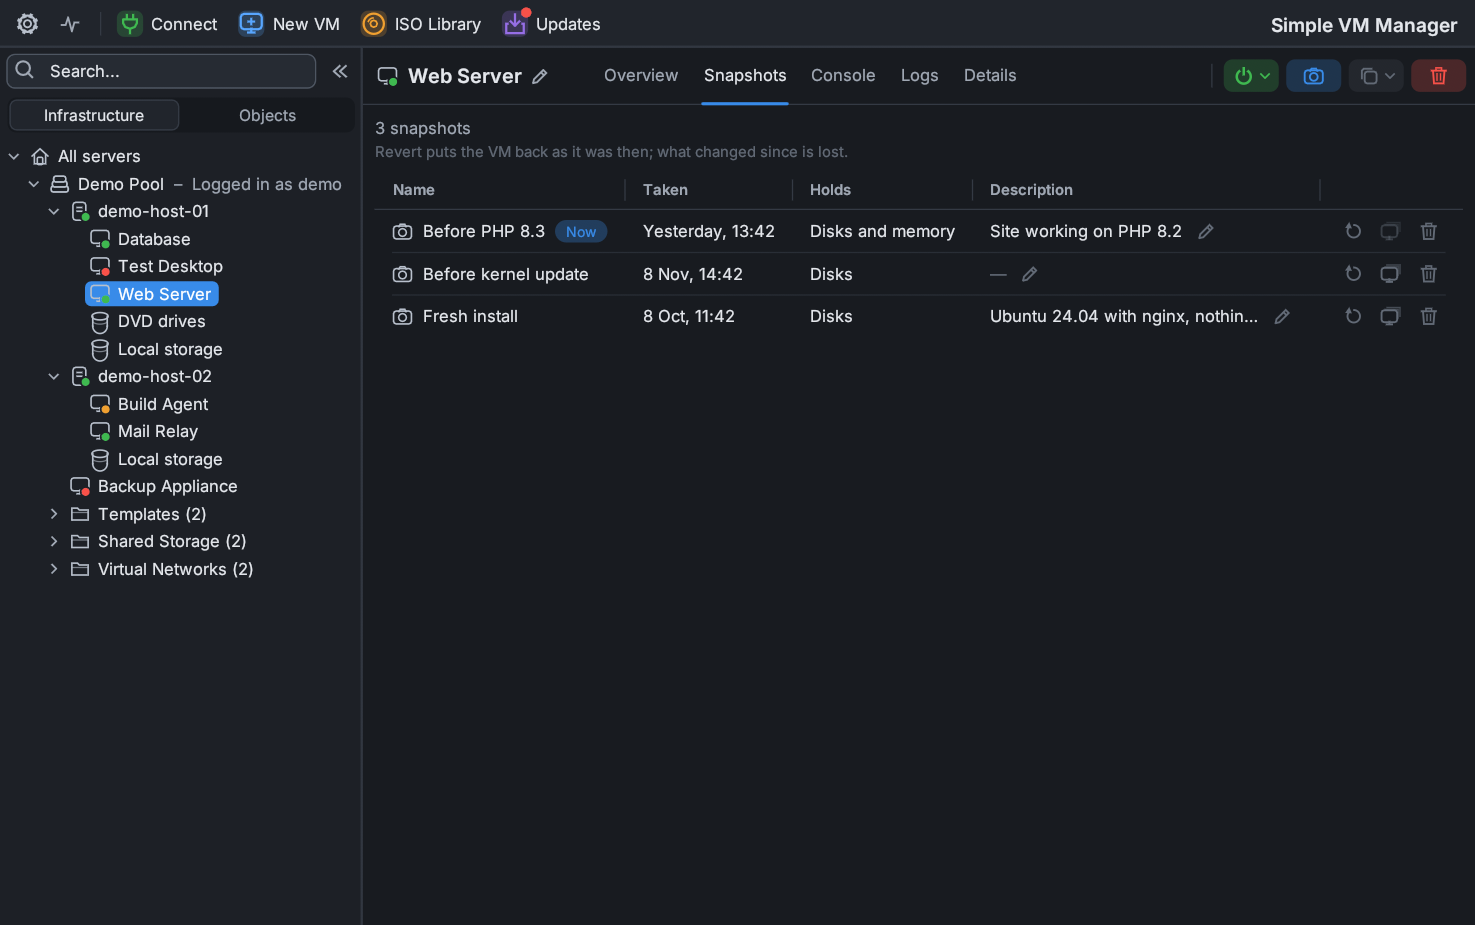 Connect New VM ISO Library Updates Simple VM Manager
Search...
Infrastructure Objects
All servers
Demo Pool – Logged in as demo
demo-host-01
Database
Test Desktop
Web Server
DVD drives
Local storage
demo-host-02
Build Agent
Mail Relay
Local storage
Backup Appliance
Templates (2)
Shared Storage (2)
Virtual Networks (2)
Web Server Overview Snapshots Console Logs Details
3 snapshots
Revert puts the VM back as it was then; what changed since is lost.
Name Taken Holds Description
Before PHP 8.3 Now Yesterday, 13:42 Disks and memory Site working on PHP 8.2
Before kernel update 8 Nov, 14:42 Disks —
Fresh install 8 Oct, 11:42 Disks Ubuntu 24.04 with nginx, nothin...